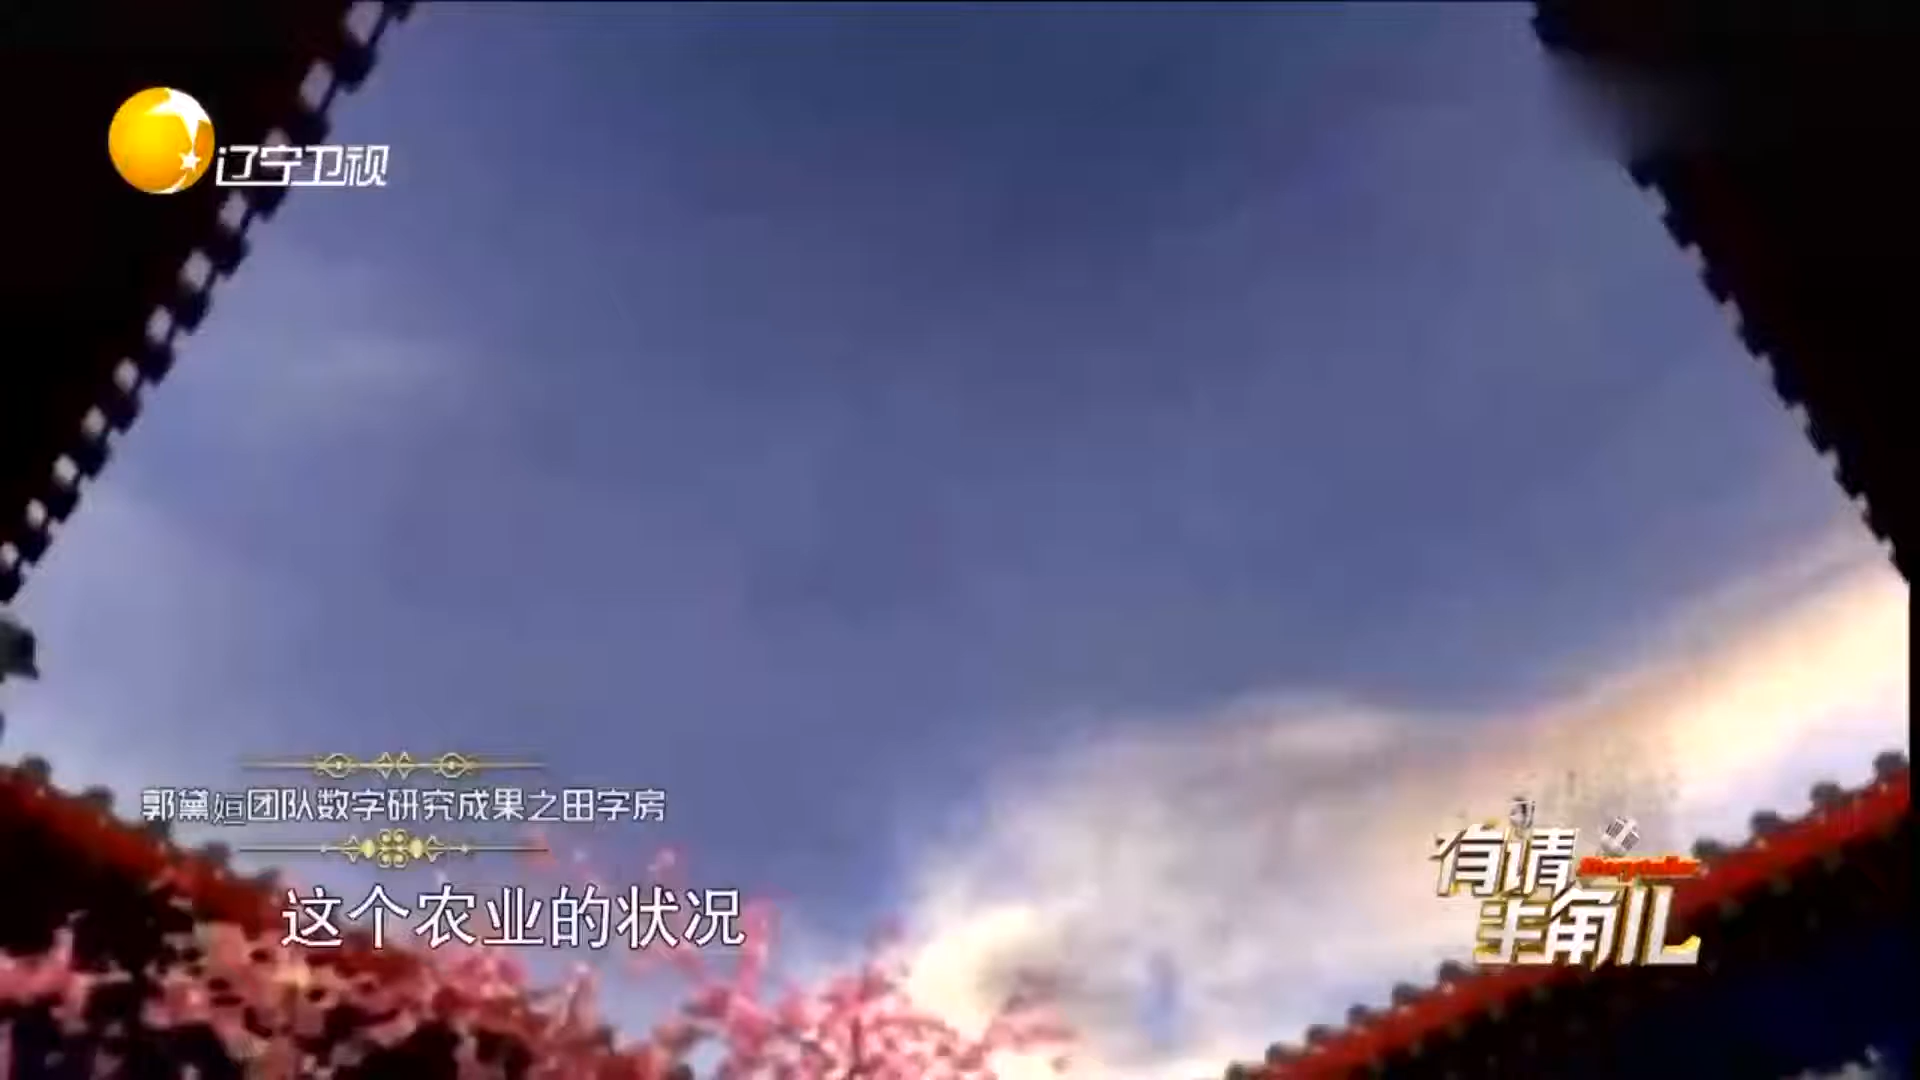 辽宁卫视
郭黛姮团队数字研究成果之田字房
这个农业的状况
有请
Storyteller
主角儿